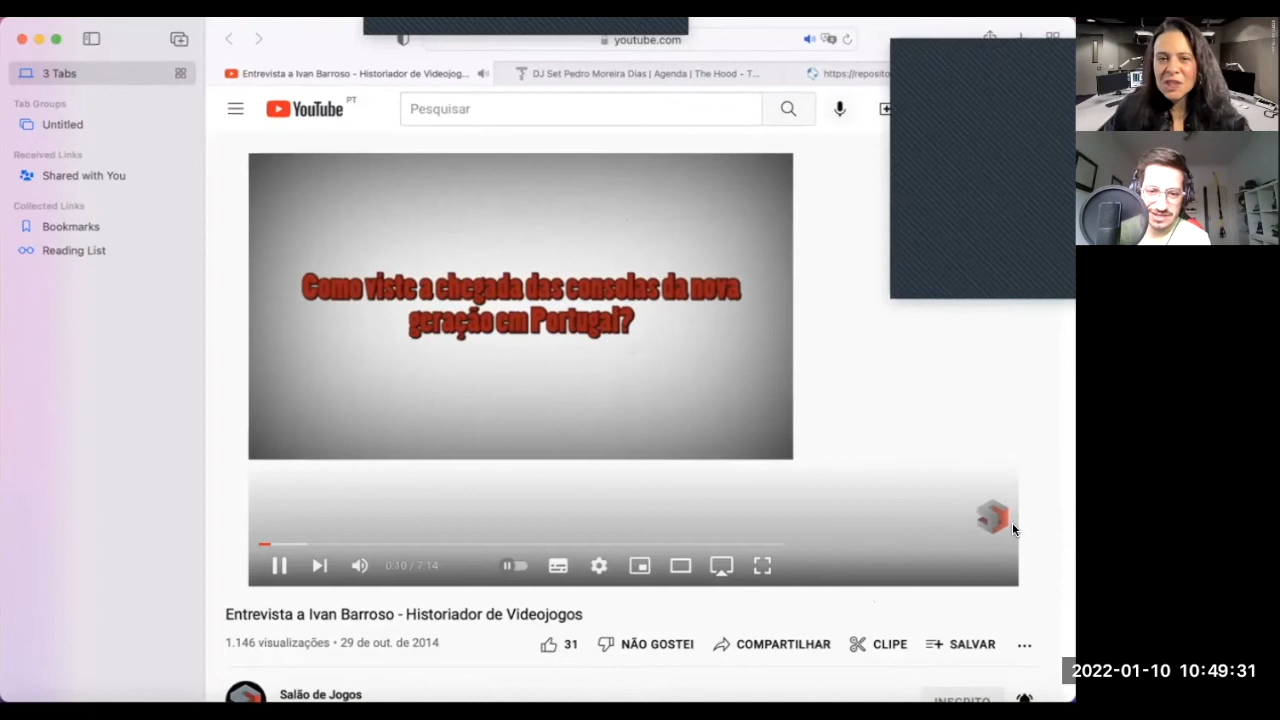 3 Tabs
Tab Groups
Untitled
Received Links
Shared with You
Collected Links
Bookmarks
Reading List
youtube.com
Entrevista a Ivan Barroso - Historiador de Videojog...
DJ Set Pedro Moreira Dias | Agenda | The Hood - T...
https://reposito
YouTube PT
Pesquisar
Como viste a chegada das consolas da nova
geração em Portugal?
0:10 / 7:14
Entrevista a Ivan Barroso - Historiador de Videojogos
1.146 visualizações • 29 de out. de 2014
31
NÃO GOSTEI
COMPARTILHAR
CLIPE
SALVAR
Salão de Jogos
INSCRITO
2022-01-10 10:49:31